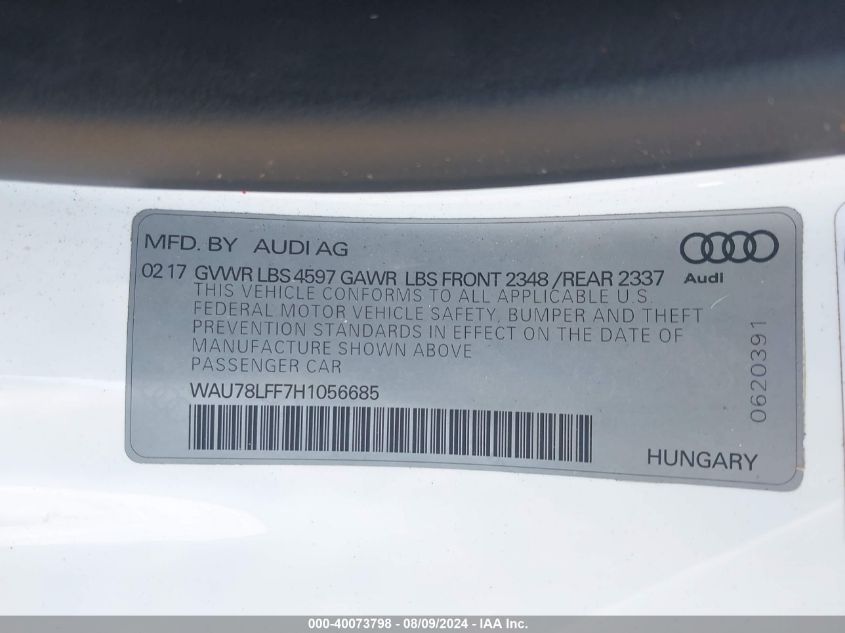 MFD. BY AUDI AG
02 17 GVWR LBS 4597 GAWR LBS FRONT 2348 /REAR 2337
Audi
THIS VEHICLE CONFORMS TO ALL APPLICABLE U.S.
FEDERAL MOTOR VEHICLE SAFETY, BUMPER AND THEFT
PREVENTION STANDARDS IN EFFECT ON THE DATE OF
MANUFACTURE SHOWN ABOVE
PASSENGER CAR
WAU78LFF7H1056685
0620391
HUNGARY
000-40073798 - 08/09/2024 - IAA Inc.